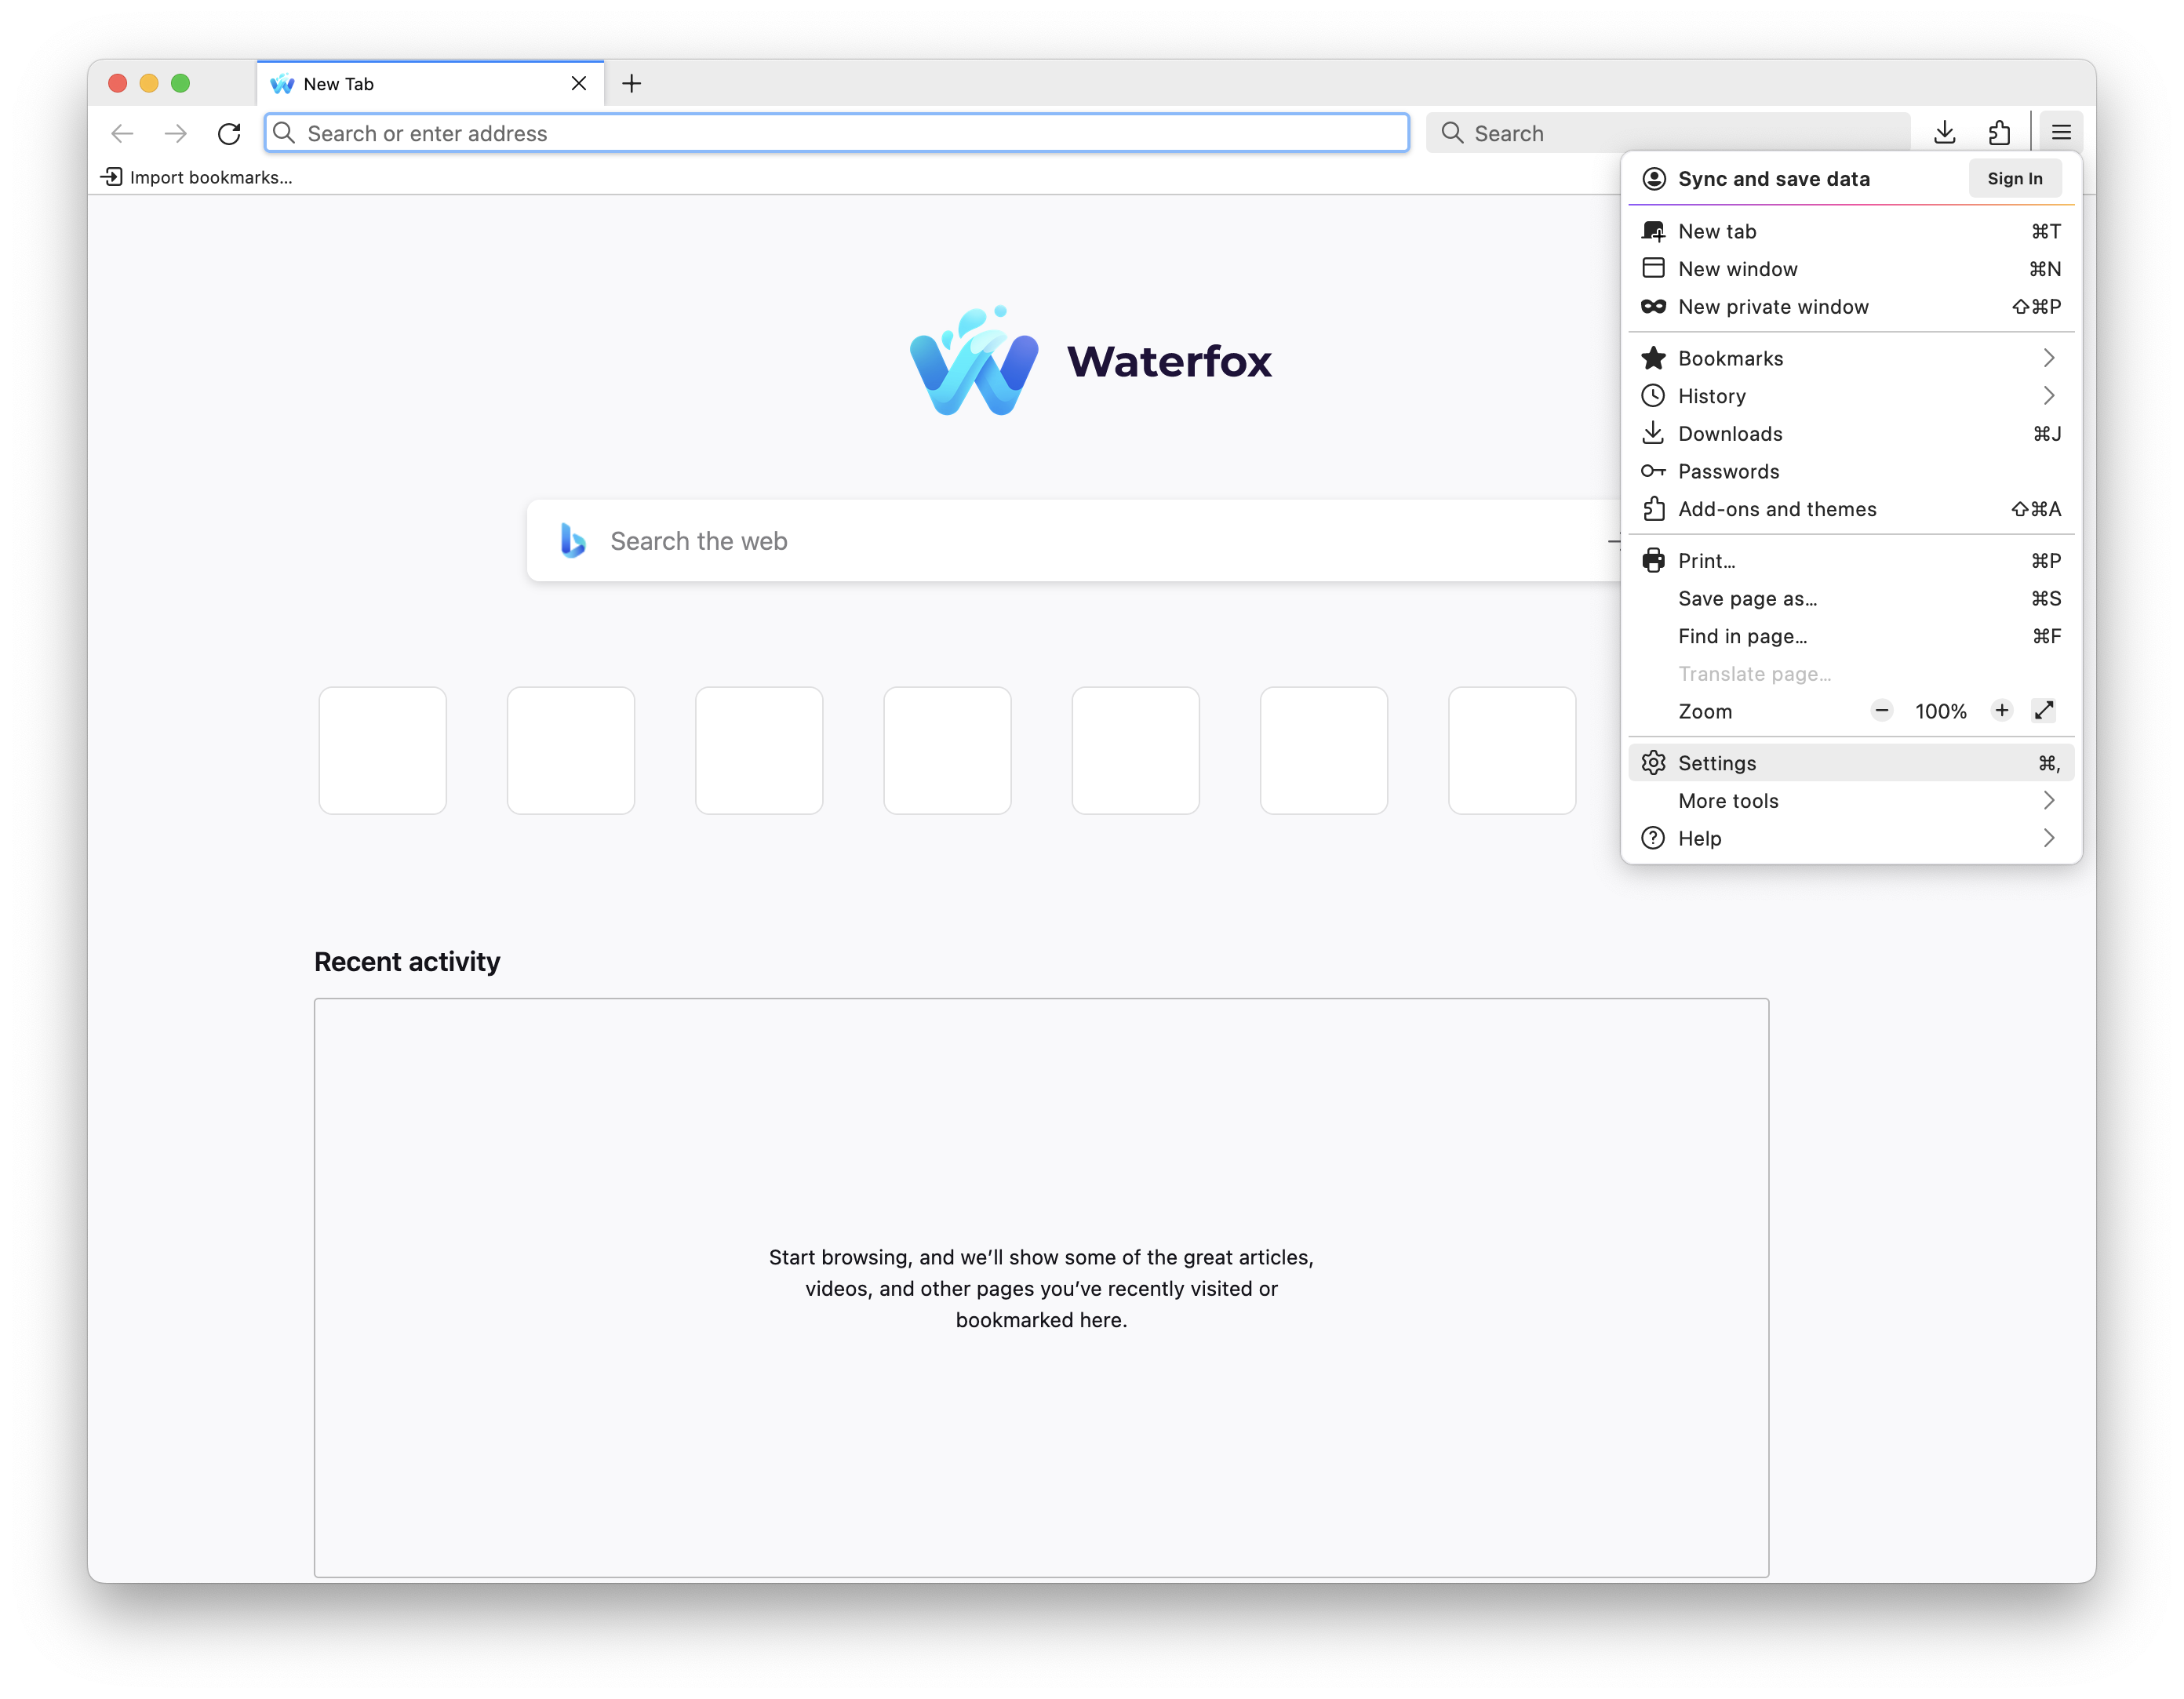 New Tab
Search or enter address
Search
Import bookmarks...
Sync and save data Sign In
New tab ⌘T
New window ⌘N
New private window ⇧⌘P
Bookmarks
History
Downloads ⌘J
Passwords
Add-ons and themes ⇧⌘A
Print… ⌘P
Save page as… ⌘S
Find in page… ⌘F
Translate page…
Zoom 100%
Settings ⌘,
More tools
Help
Waterfox
Search the web
Recent activity
Start browsing, and we’ll show some of the great articles,
videos, and other pages you’ve recently visited or
bookmarked here.